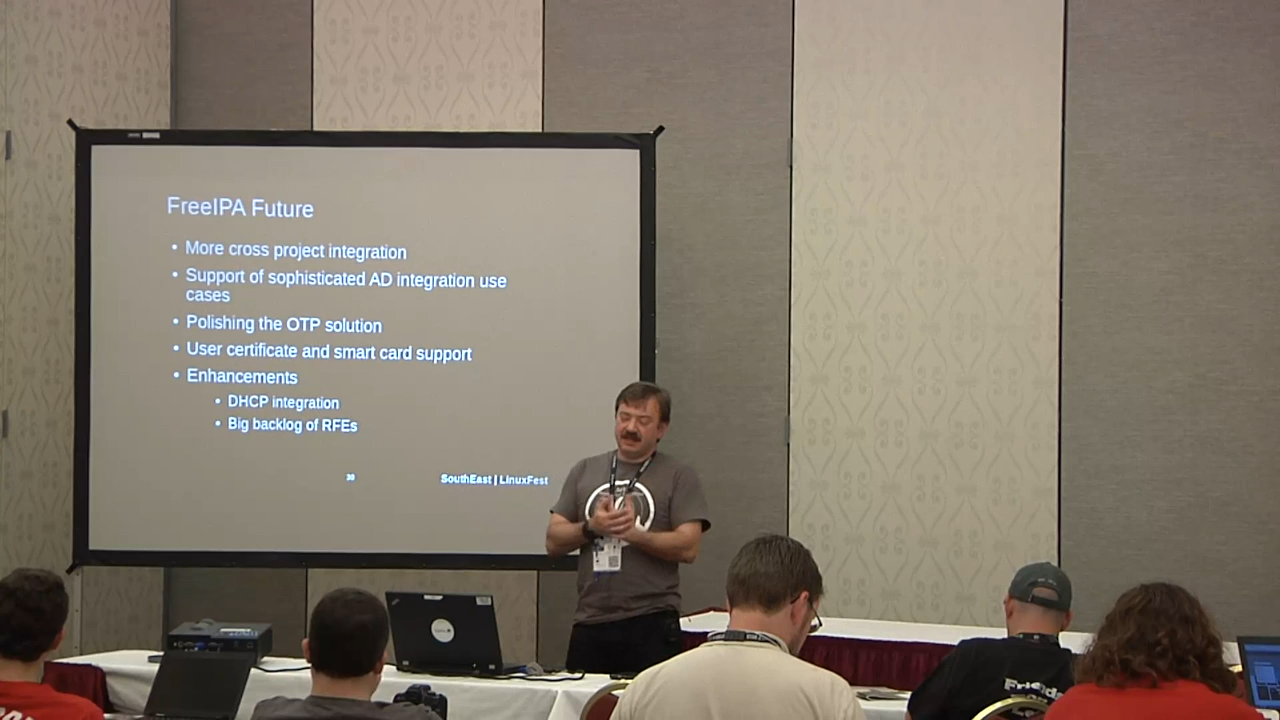 FreeIPA Future
• More cross project integration
• Support of sophisticated AD integration use
cases
• Polishing the OTP solution
• User certificate and smart card support
• Enhancements
• DHCP integration
• Big backlog of RFEs
30
SouthEast | LinuxFest